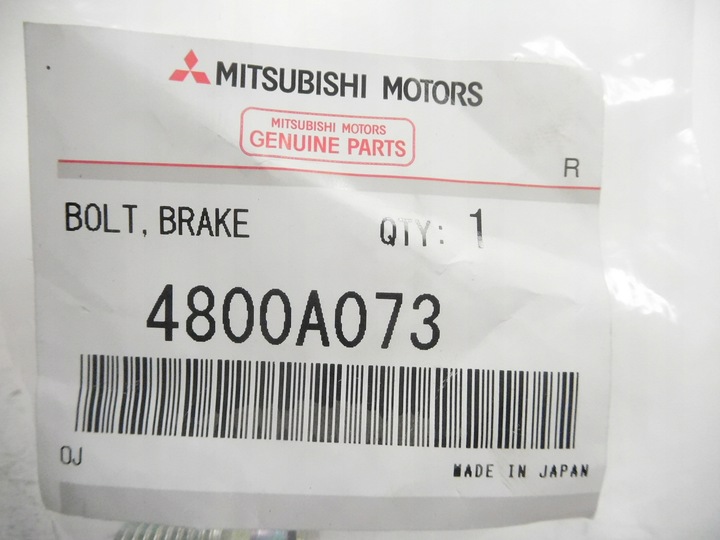 MITSUBISHI MOTORS
MITSUBISHI MOTORS
GENUINE PARTS
R
BOLT, BRAKE QTY: 1
4800A073
OJ MADE IN JAPAN